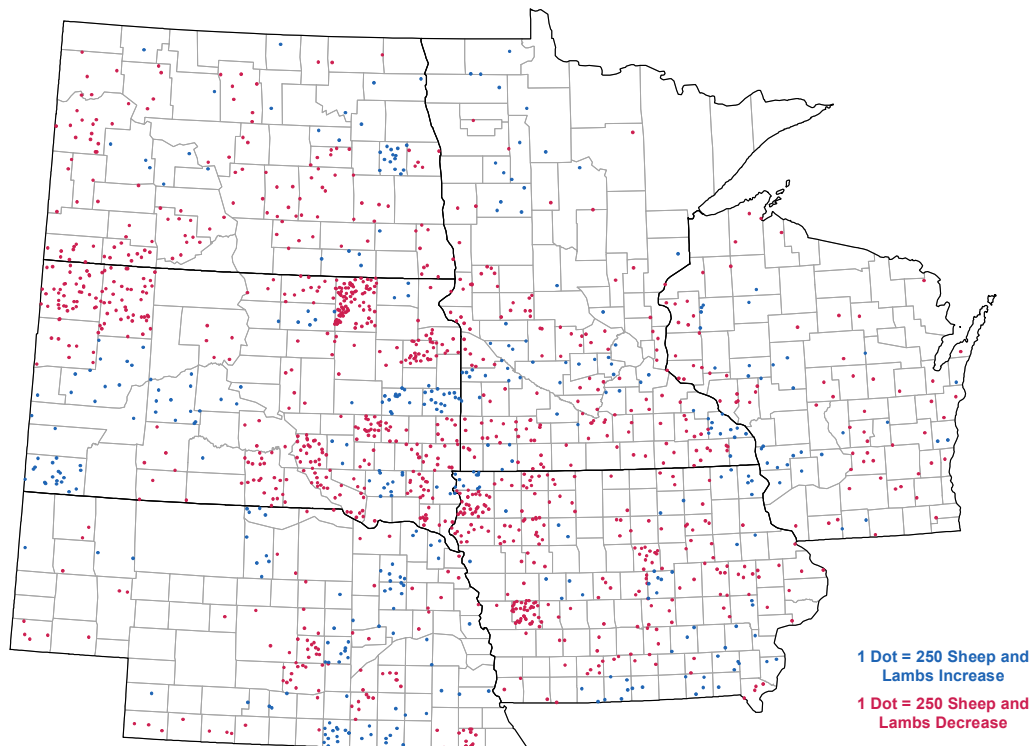 1 Dot = 250 Sheep and
Lambs Increase
1 Dot = 250 Sheep and
Lambs Decrease